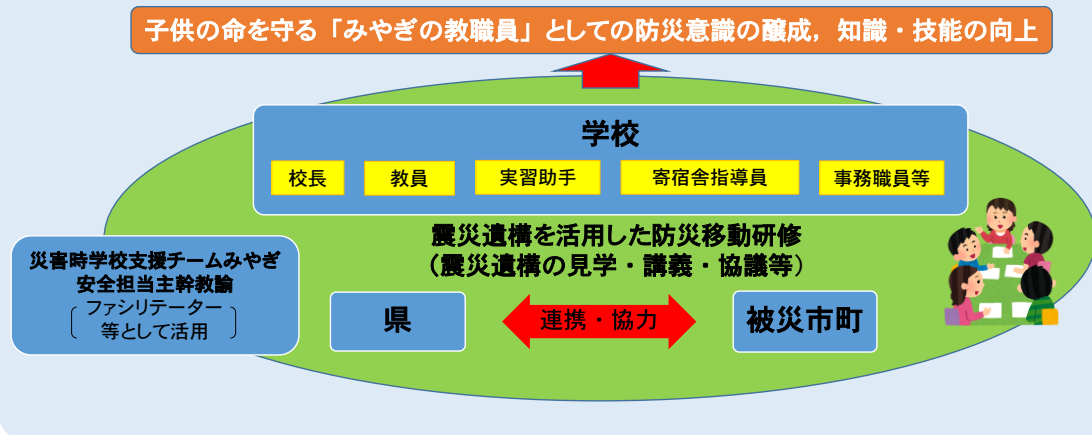 子供の命を守る「みやぎの教職員」としての防災意識の醸成，知識・技能の向上
学校
校長
教員
実習助手
寄宿舎指導員
事務職員等
震災遺構を活用した防災移動研修
（震災遺構の見学・講義・協議等）
災害時学校支援チームみやぎ
安全担当主幹教諭
ファシリテーター
等として活用
県
連携・協力
被災市町